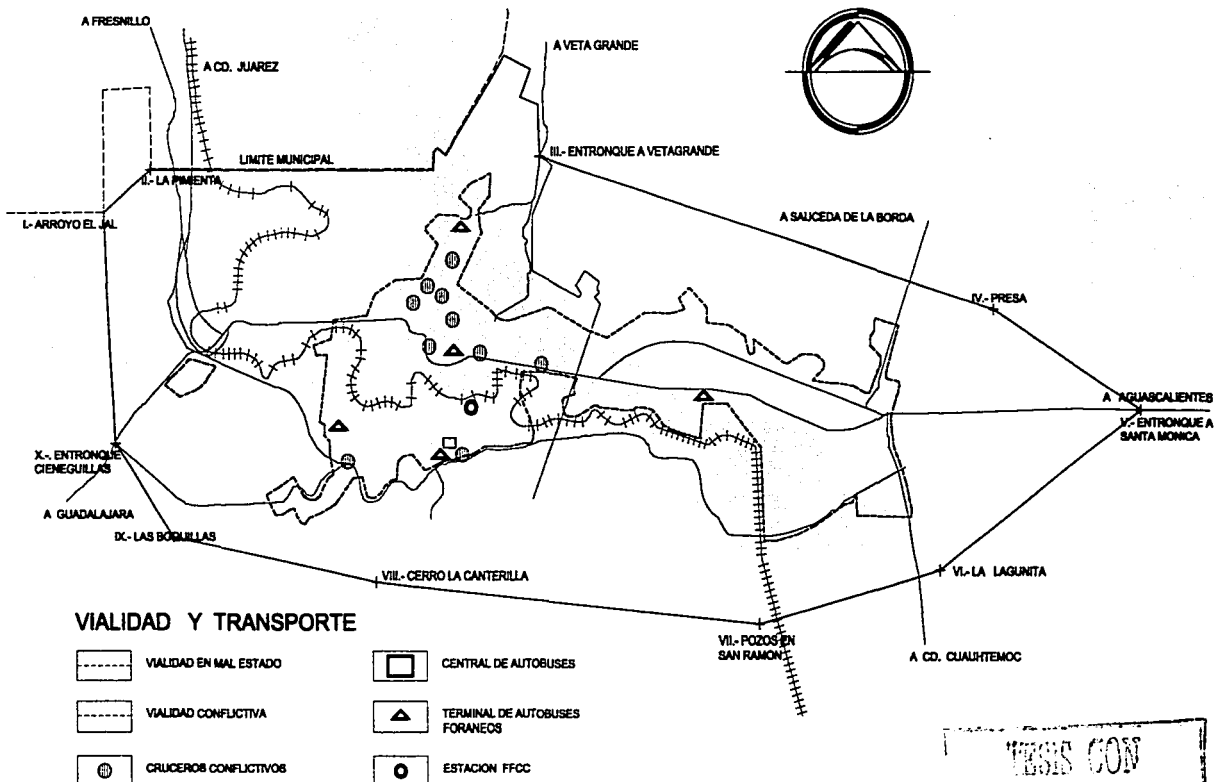 A FRESNILLO
A CD. JUAREZ
A VETA GRANDE
LIMITE MUNICIPAL
III.- ENTRONQUE A VETAGRANDE
II.- LA PIMIENTA
I.- ARROYO EL JAL
A SAUCEDA DE LA BORDA
IV.- PRESA
A AGUASCALIENTES
V.- ENTRONQUE A
SANTA MONICA
X.-. ENTRONQUE
CIENEGUILLAS
A GUADALAJARA
IX.- LAS BOQUILLAS
VIII.- CERRO LA CANTERILLA
VI.- LA LAGUNITA
VII.- POZOS EN
SAN RAMON
A CD. CUAUHTEMOC
VIALIDAD Y TRANSPORTE
VIALIDAD EN MAL ESTADO
CENTRAL DE AUTOBUSES
VIALIDAD CONFLICTIVA
TERMINAL DE AUTOBUSES
FORANEOS
CRUCEROS CONFLICTIVOS
ESTACION FFCC
TESIS CON